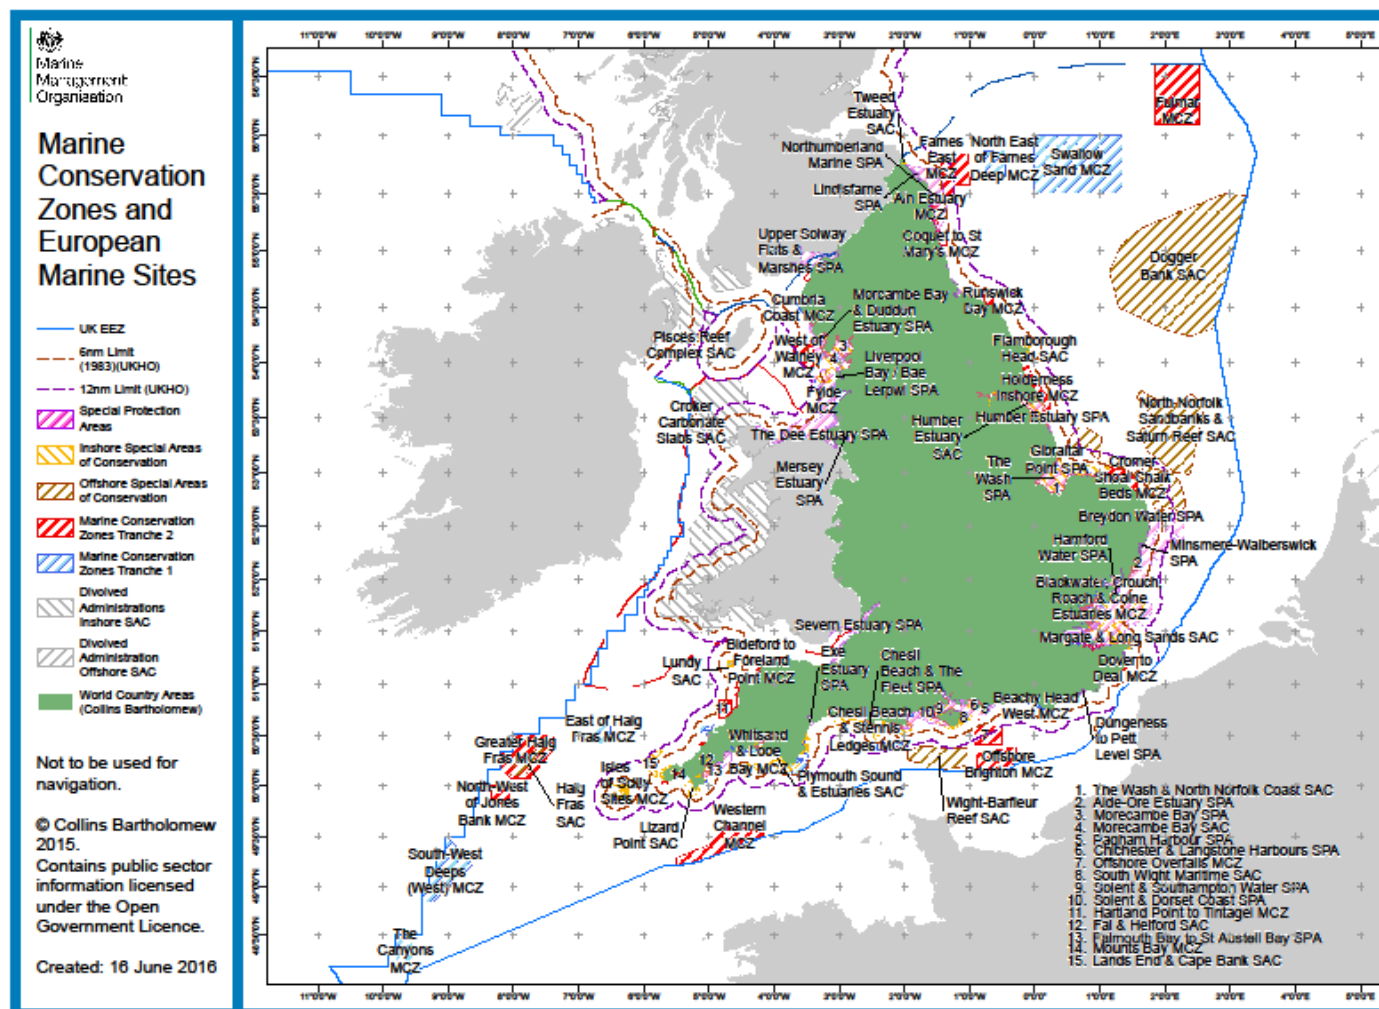 Marine
Management
Organisation
Marine
Conservation
Zones and
European
Marine Sites
UK EEZ
6nm Limit
(1983)(UKHO)
12nm Limit (UKHO)
Special Protection
Areas
Inshore Special Areas
of Conservation
Offshore Special Areas
of Conservation
Marine Conservation
Zones Tranche 2
Marine Conservation
Zones Tranche 1
Divolved
Administrations
Inshore SAC
Divolved
Administration
Offshore SAC
World Country Areas
(Collins Bartholomew)
Not to be used for
navigation.
© Collins Bartholomew
2015.
Contains public sector
information licensed
under the Open
Government Licence.
Created: 16 June 2016
Tweed
Estuary
SAC
Northumberland
Marine SPA
Lindisfarne
SPA
Farnes
East
MCZ
North East
of Farnes
Deep MCZ
Swallow
Sand MCZ
Fulmar
MCZ
Aln Estuary
MCZ
Coquet to St
Mary's MCZ
Dogger
Bank SAC
Upper Solway
Flats &
Marshes SPA
Cumbria
Coast MCZ
Morcambe Bay
& Duddon
Estuary SPA
Runswick
Bay MCZ
Pisces Reef
Complex SAC
West of
Walney
MCZ
3
4
Liverpool
Bay / Bae
Lerpwl SPA
Flamborough
Head SAC
Fylde
MCZ
Holderness
Inshore MCZ
Humber Estuary SPA
Humber
Estuary
SAC
North Norfolk
Sandbanks &
Saturn Reef SAC
Croker
Carbonate
Slabs SAC
The Dee Estuary SPA
Mersey
Estuary
SPA
The
Wash
SPA
Gibraltar
Point SPA
1
Cromer
Shoal Chalk
Beds MCZ
Breydon Water SPA
Hamford
Water SPA
Minsmere-Walberswick
SPA
2
Blackwater, Crouch,
Roach & Colne
Estuaries MCZ
Margate & Long Sands SAC
Severn Estuary SPA
Bideford to
Foreland
Point MCZ
Lundy
SAC
Exe
Estuary
SPA
Chesil
Beach & The
Fleet SPA
Dover to
Deal MCZ
Beachy Head
West MCZ
Dungeness
to Pett
Level SPA
11
10
9
6
5
8
7
East of Haig
Fras MCZ
Greater Haig
Fras MCZ
Whitsand
& Looe
Bay MCZ
Chesil Beach
& Stennis
Ledges MCZ
Offshore
Brighton MCZ
15
14
12
13
Isles
of Scilly
Sites MCZ
Plymouth Sound
& Estuaries SAC
Wight-Barfleur
Reef SAC
North-West
of Jones
Bank MCZ
Haig
Fras
SAC
Lizard
Point SAC
Western
Channel
MCZ
South-West
Deeps
(West) MCZ
The
Canyons
MCZ
1. The Wash & North Norfolk Coast SAC
2. Alde-Ore Estuary SPA
3. Morecambe Bay SPA
4. Morecambe Bay SAC
5. Pagham Harbour SPA
6. Chichester & Langstone Harbours SPA
7. Offshore Overfalls MCZ
8. South Wight Maritime SAC
9. Solent & Southampton Water SPA
10. Solent & Dorset Coast SPA
11. Hartland Point to Tintagel MCZ
12. Fal & Helford SAC
13. Falmouth Bay to St Austell Bay SPA
14. Mounts Bay MCZ
15. Lands End & Cape Bank SAC